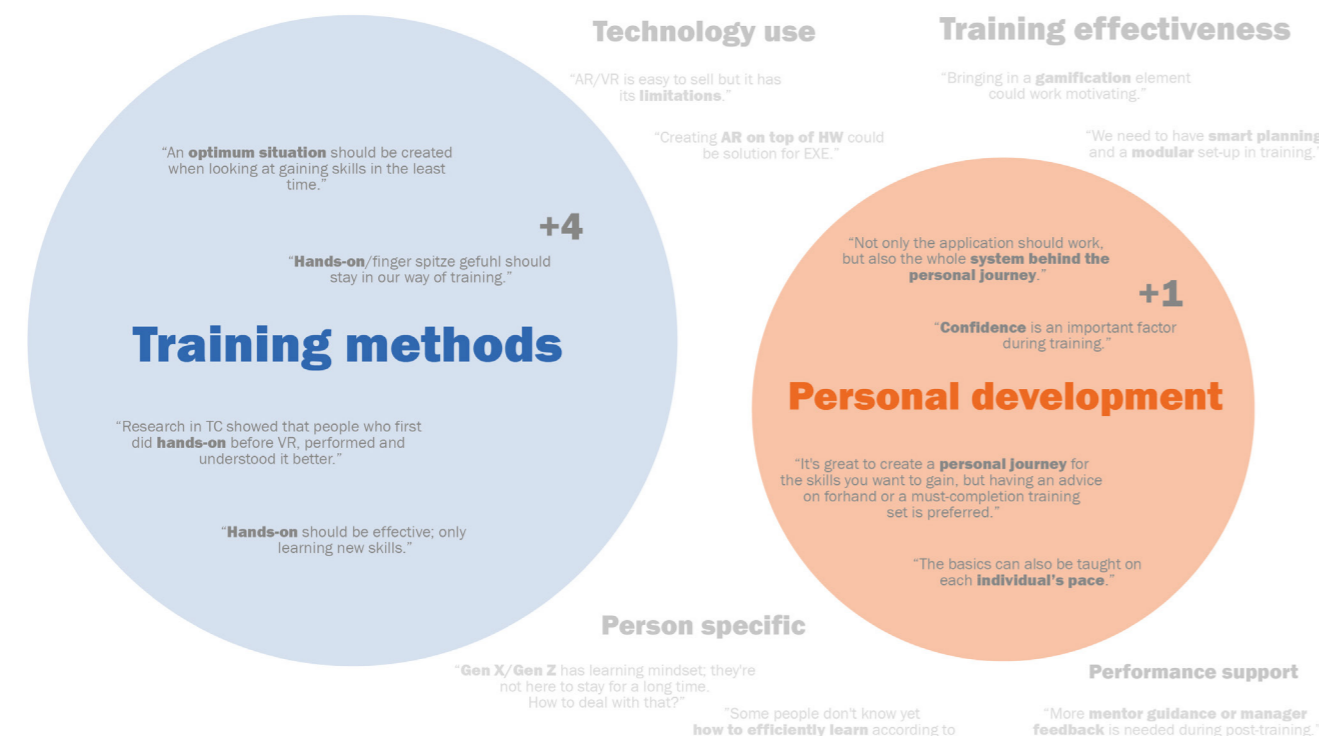 Technology use
Training effectiveness
“AR/VR is easy to sell but it has
its limitations.”
“Bringing in a gamification element
could work motivating.”
“Creating AR on top of HW could
be solution for EXE.”
“We need to have smart planning
and a modular set-up in training.”
“An optimum situation should be created
when looking at gaining skills in the least
time.”
+4
“Hands-on/finger spitze gefuhl should
stay in our way of training.”
Training methods
“Research in TC showed that people who first
did hands-on before VR, performed and
understood it better.”
“Hands-on should be effective; only
learning new skills.”
“Not only the application should work,
but also the whole system behind the
personal journey.”
+1
“Confidence is an important factor
during training.”
Personal development
“It's great to create a personal journey for
the skills you want to gain, but having an advice
on forhand or a must-completion training
set is preferred.”
“The basics can also be taught on
each individual’s pace.”
Person specific
“Gen X/Gen Z has learning mindset; they're
not here to stay for a long time.
How to deal with that?”
“Some people don't know yet
how to efficiently learn according to
Performance support
“More mentor guidance or manager
feedback is needed during post-training.”